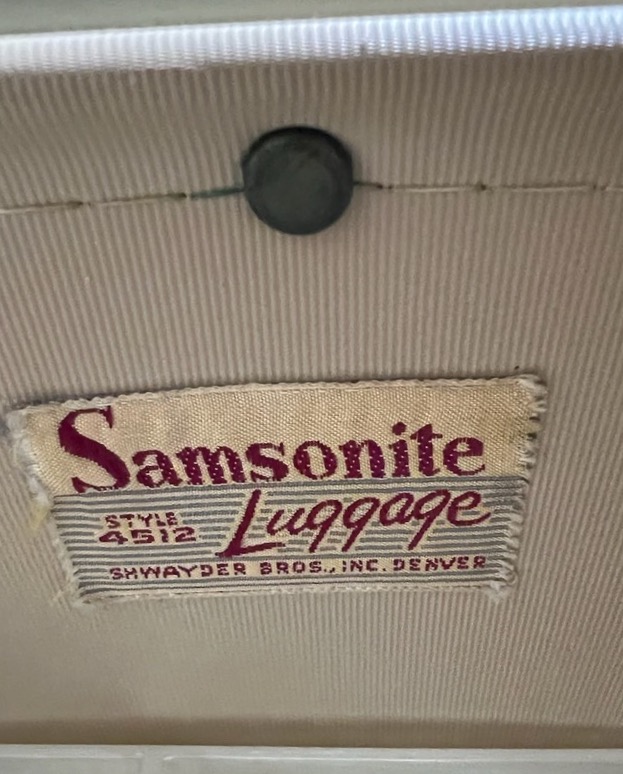 Samsonite
Luggage
STYLE
4512
SHWAYDER BROS., INC. DENVER